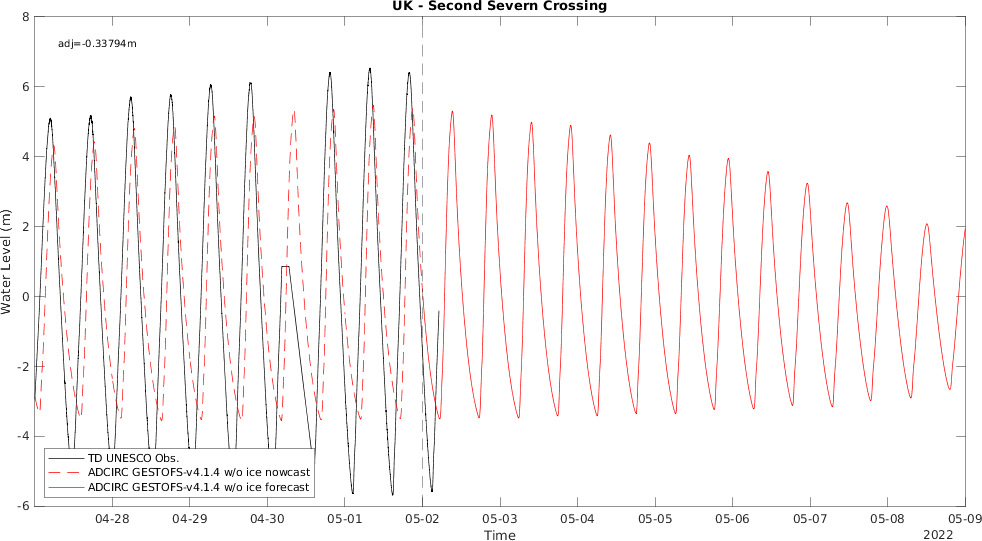 UK - Second Severn Crossing
adj=-0.33794m
Water Level (m)
8
6
4
2
0
-2
-4
-6
TD UNESCO Obs.
ADCIRC GESTOFS-v4.1.4 w/o ice nowcast
ADCIRC GESTOFS-v4.1.4 w/o ice forecast
04-28 04-29 04-30 05-01 05-02 05-03 05-04 05-05 05-06 05-07 05-08 05-09
Time
2022